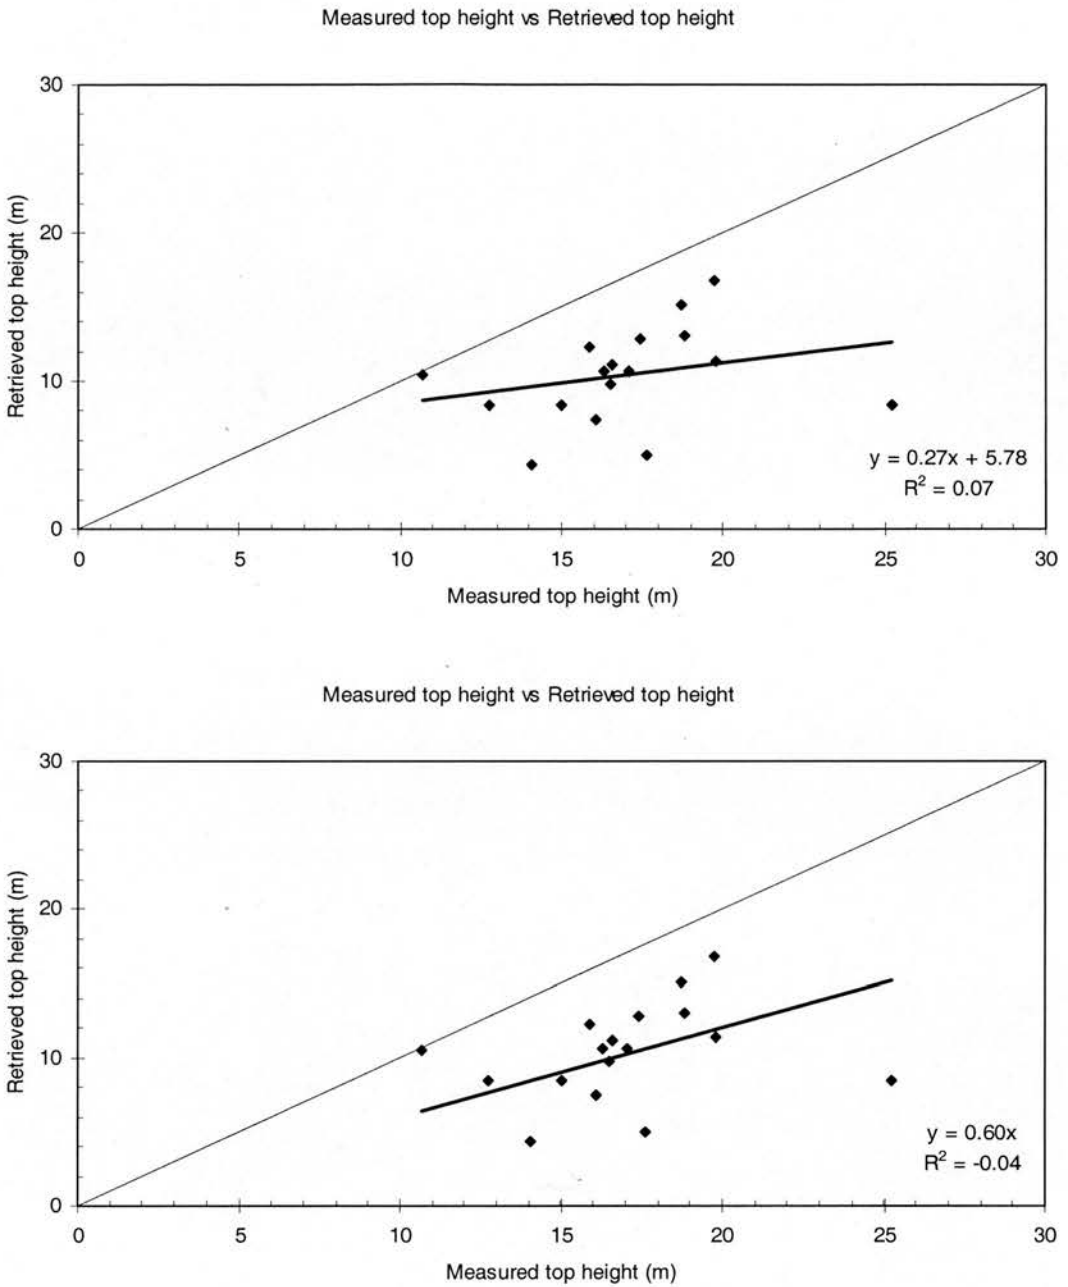 Measured top height vs Retrieved top height
30
20
10
0
Retrieved top height (m)
0 5 10 15 20 25 30
Measured top height (m)
y = 0.27x + 5.78
R² = 0.07
Measured top height vs Retrieved top height
30
20
10
0
Retrieved top height (m)
0 5 10 15 20 25 30
Measured top height (m)
y = 0.60x
R² = -0.04